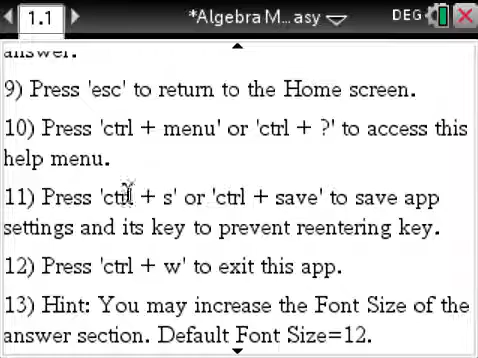 1.1
*Algebra M...asy
DEG
answer.
9) Press 'esc' to return to the Home screen.
10) Press 'ctrl + menu' or 'ctrl + ?' to access this
help menu.
11) Press 'ctrl + s' or 'ctrl + save' to save app
settings and its key to prevent reentering key.
12) Press 'ctrl + w' to exit this app.
13) Hint: You may increase the Font Size of the
answer section. Default Font Size=12.